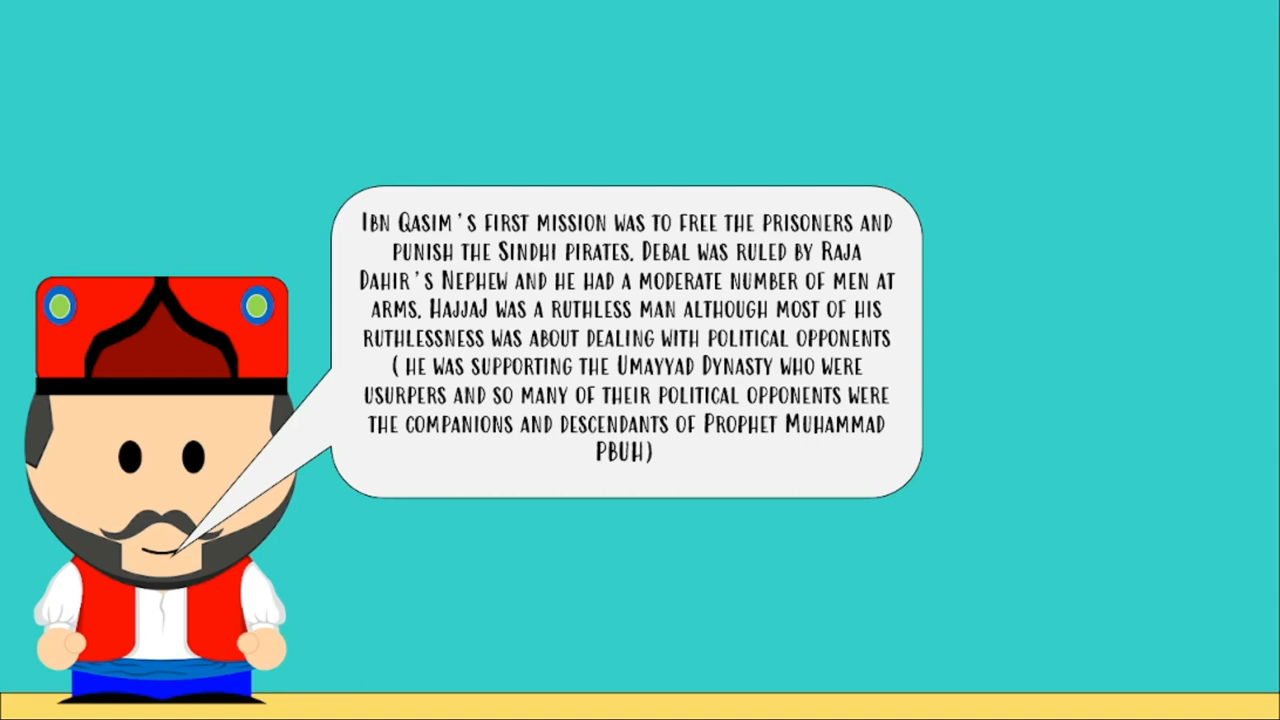 Ibn Qasim's first mission was to free the prisoners and
punish the Sindhi pirates. Debal was ruled by Raja
Dahir's Nephew and he had a moderate number of men at
arms. HajjaJ was a ruthless man although most of his
ruthlessness was about dealing with political opponents
( he was supporting the Umayyad Dynasty who were
usurpers and so many of their political opponents were
the companions and descendants of Prophet Muhammad
PBUH)